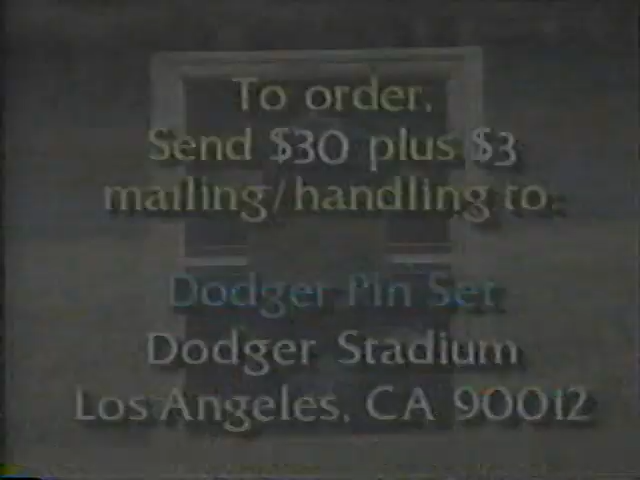 To order,
Send $30 plus $3
mailing/handling to:
Dodger Pin Set
Dodger Stadium
Los Angeles, CA 90012